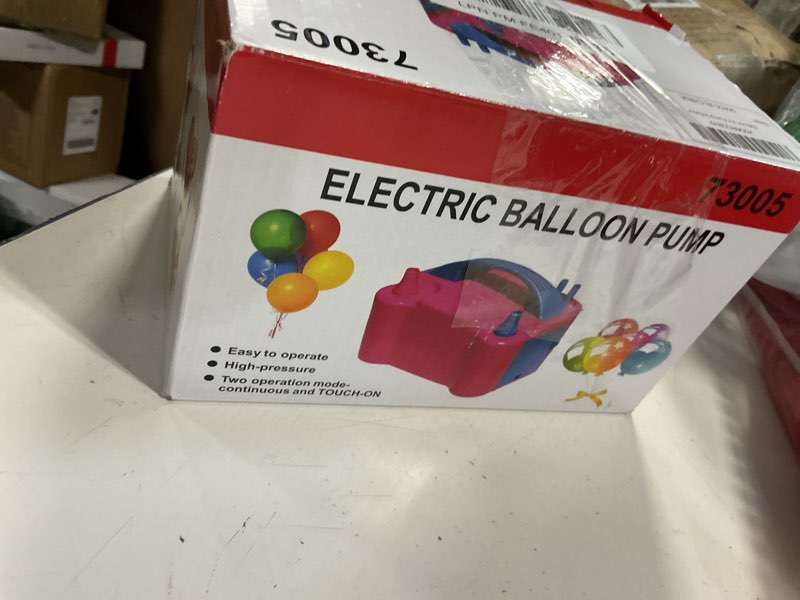 73005
73005
ELECTRIC BALLOON PUMP
Easy to operate
High-pressure
Two operation mode-
continuous and TOUCH-ON